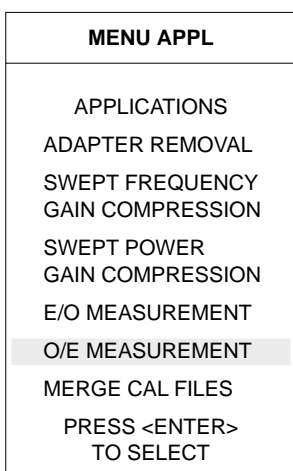 MENU APPL
APPLICATIONS
ADAPTER REMOVAL
SWEPT FREQUENCY
GAIN COMPRESSION
SWEPT POWER
GAIN COMPRESSION
E/O MEASUREMENT
O/E MEASUREMENT
MERGE CAL FILES
PRESS <ENTER>
TO SELECT